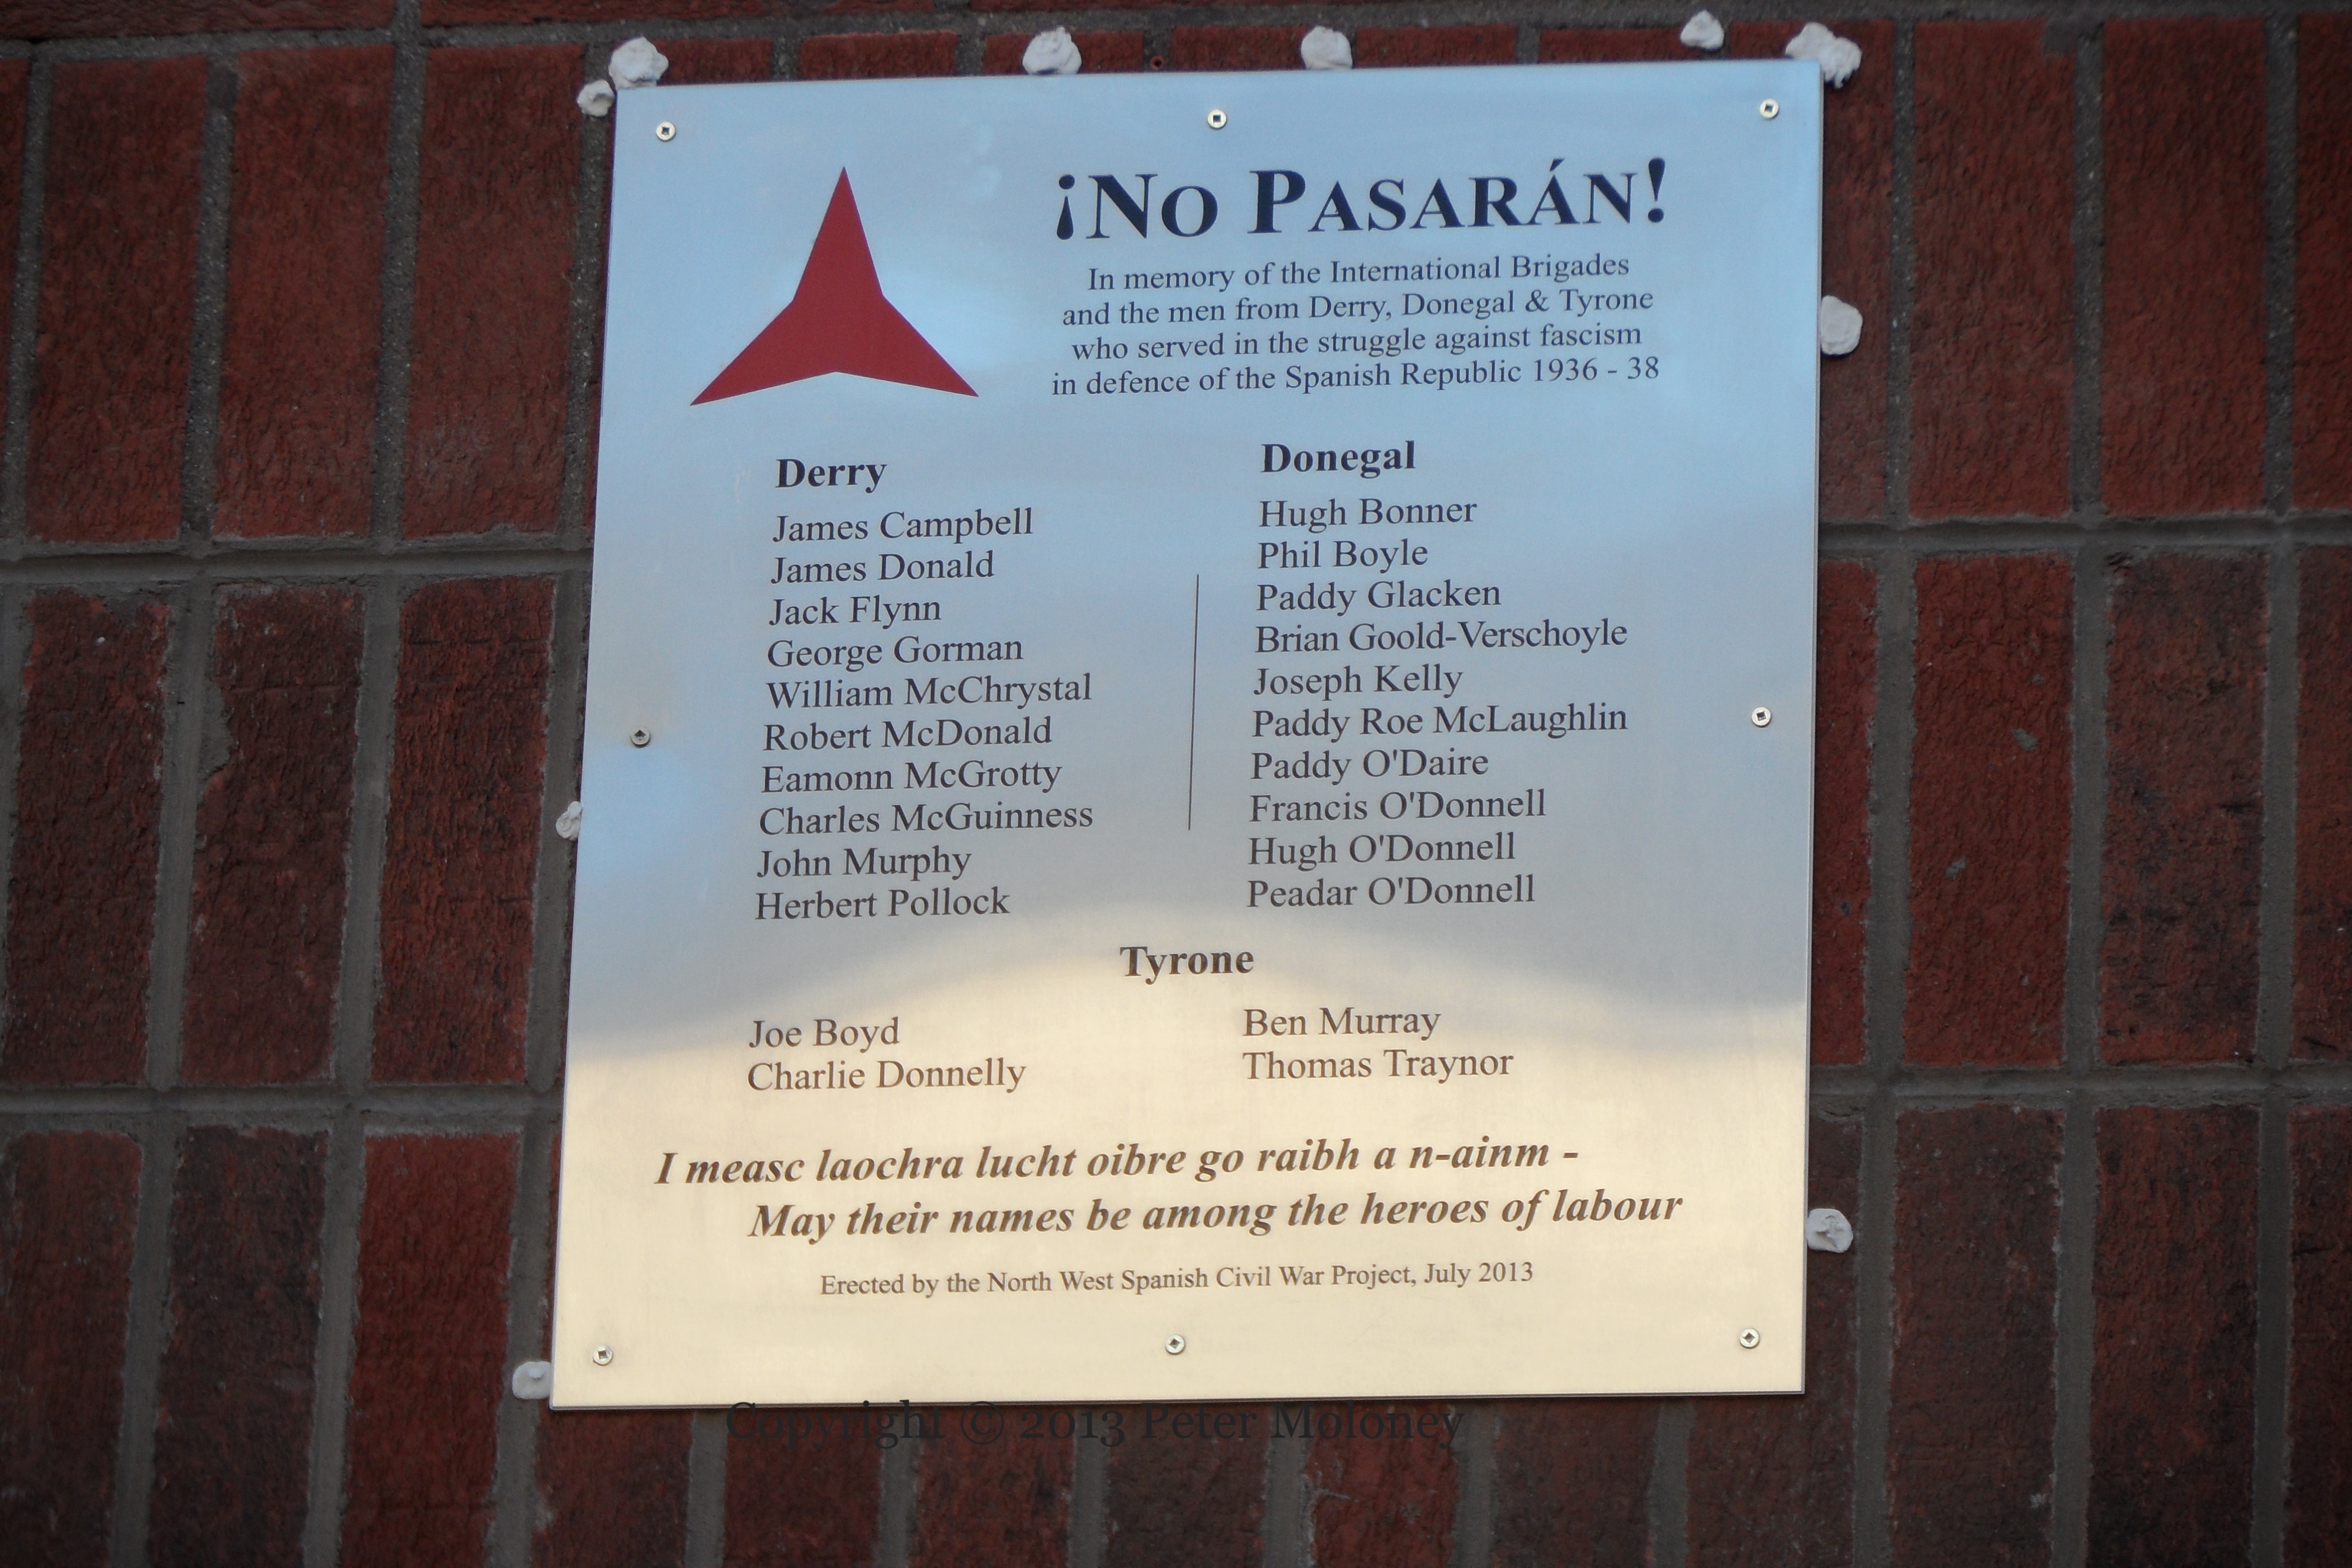 ¡No Pasarán!
In memory of the International Brigades
and the men from Derry, Donegal & Tyrone
who served in the struggle against fascism
in defence of the Spanish Republic 1936 - 38
Derry
James Campbell
James Donald
Jack Flynn
George Gorman
William McChrystal
Robert McDonald
Eamonn McGrotty
Charles McGuinness
John Murphy
Herbert Pollock
Donegal
Hugh Bonner
Phil Boyle
Paddy Glacken
Brian Goold-Verschoyle
Joseph Kelly
Paddy Roe McLaughlin
Paddy O'Daire
Francis O'Donnell
Hugh O'Donnell
Peadar O'Donnell
Tyrone
Joe Boyd
Charlie Donnelly
Ben Murray
Thomas Traynor
I measc laochra lucht oibre go raibh a n-ainm -
May their names be among the heroes of labour
Erected by the North West Spanish Civil War Project, July 2013
Copyright © 2013 Peter Moloney